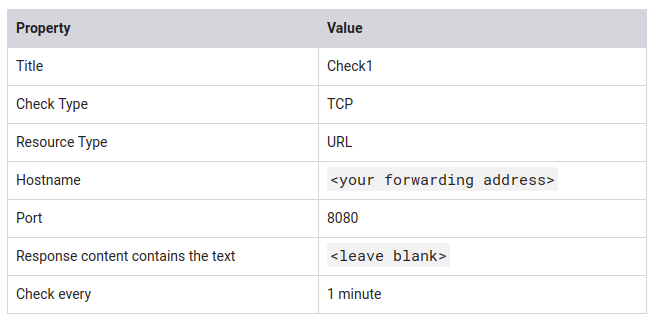 Property Value
Title Check1
Check Type TCP
Resource Type URL
Hostname <your forwarding address>
Port 8080
Response content contains the text <leave blank>
Check every 1 minute